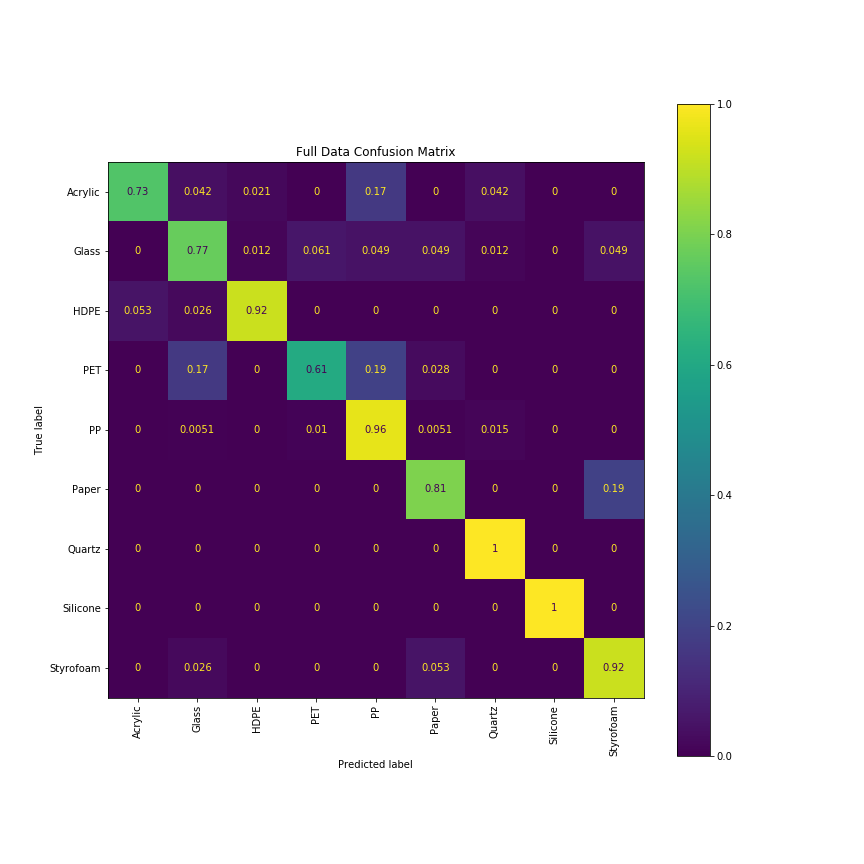 Full Data Confusion Matrix
True label
Acrylic 0.73 0.042 0.021 0 0.17 0 0.042 0 0
Glass 0 0.77 0.012 0.061 0.049 0.049 0.012 0 0.049
HDPE 0.053 0.026 0.92 0 0 0 0 0 0
PET 0 0.17 0 0.61 0.19 0.028 0 0 0
PP 0 0.0051 0 0.01 0.96 0.0051 0.015 0 0
Paper 0 0 0 0 0 0.81 0 0 0.19
Quartz 0 0 0 0 0 0 1 0 0
Silicone 0 0 0 0 0 0 0 1 0
Styrofoam 0 0.026 0 0 0 0.053 0 0 0.92
Acrylic Glass HDPE PET PP Paper Quartz Silicone Styrofoam
Predicted label
1.0
0.8
0.6
0.4
0.2
0.0